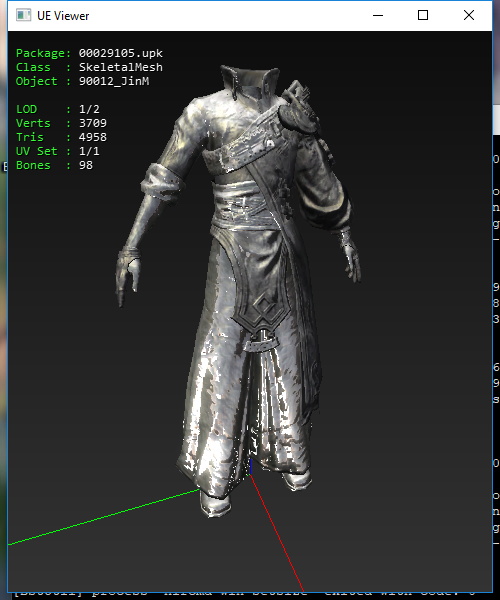 UE Viewer
Package: 00029105.upk
Class : SkeletalMesh
Object : 90012_JinM
LOD : 1/2
Verts : 3709
Tris : 4958
UV Set : 1/1
Bones : 98